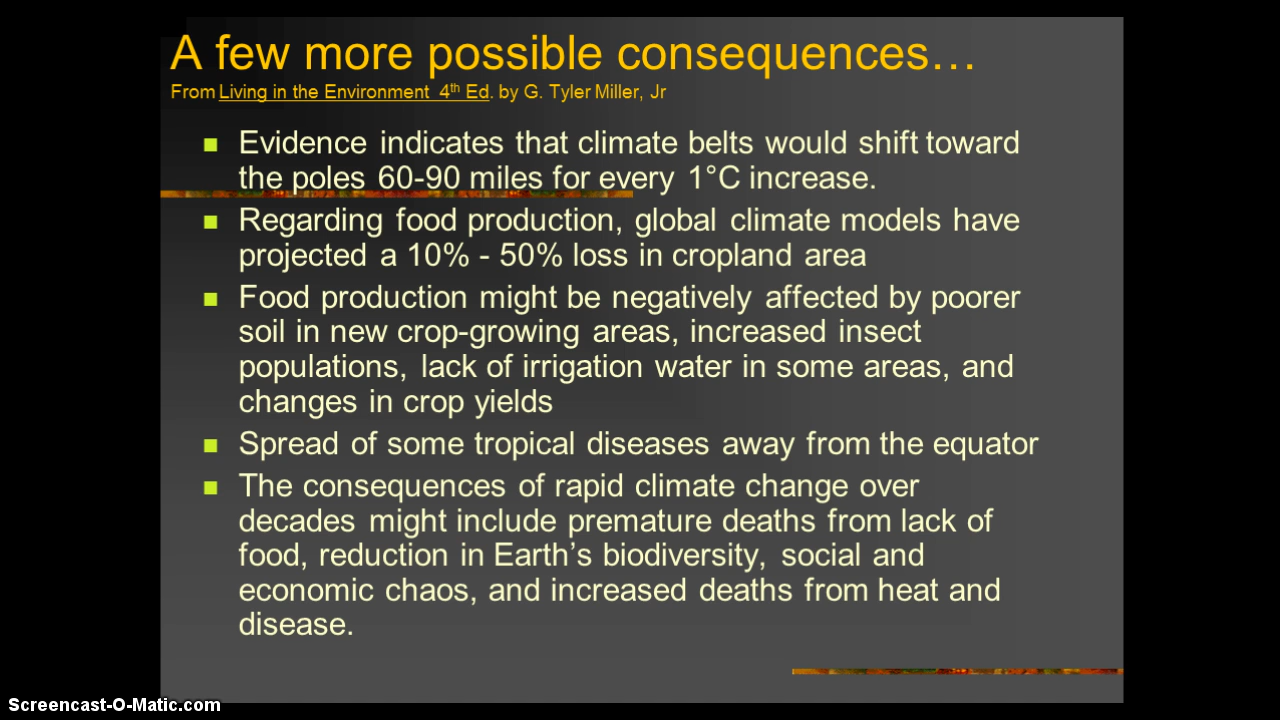 A few more possible consequences…
From Living in the Environment 4th Ed. by G. Tyler Miller, Jr
Evidence indicates that climate belts would shift toward
the poles 60-90 miles for every 1°C increase.
Regarding food production, global climate models have
projected a 10% - 50% loss in cropland area
Food production might be negatively affected by poorer
soil in new crop-growing areas, increased insect
populations, lack of irrigation water in some areas, and
changes in crop yields
Spread of some tropical diseases away from the equator
The consequences of rapid climate change over
decades might include premature deaths from lack of
food, reduction in Earth’s biodiversity, social and
economic chaos, and increased deaths from heat and
disease.
Screencast-O-Matic.com